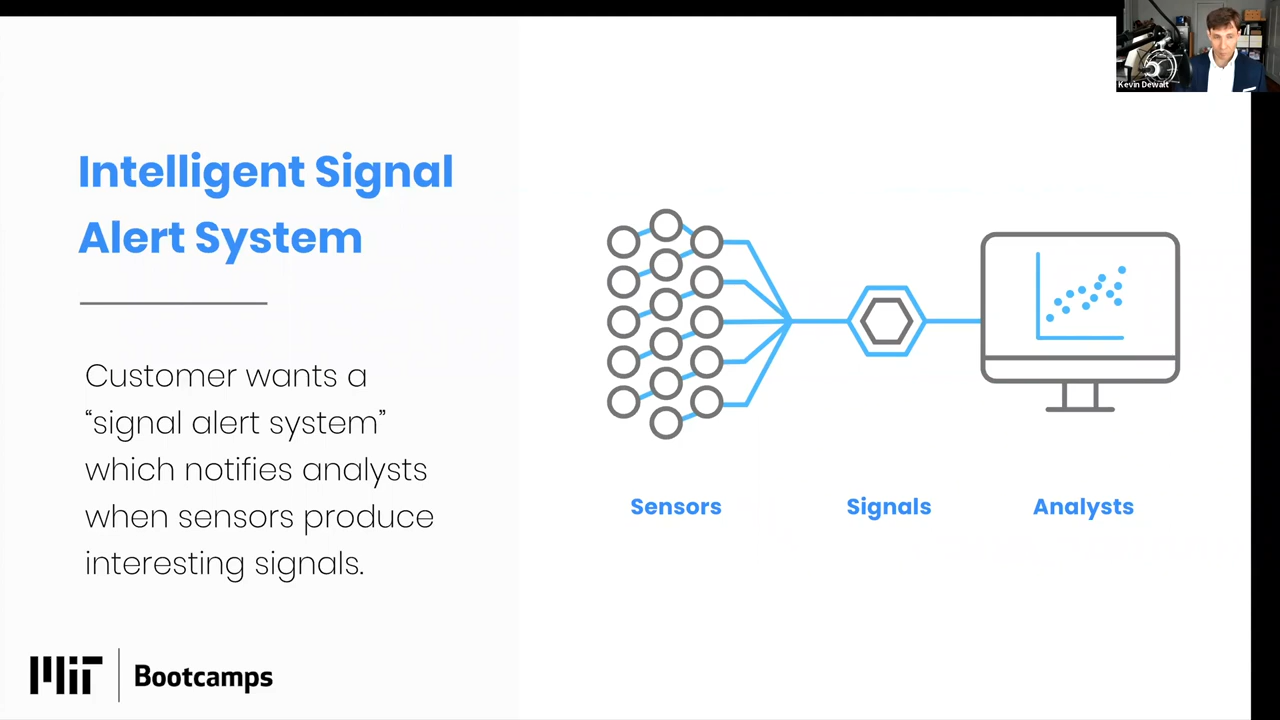 Kevin Dewalt
Intelligent Signal
Alert System
Customer wants a
“signal alert system”
which notifies analysts
when sensors produce
interesting signals.
Sensors
Signals
Analysts
MIT
Bootcamps